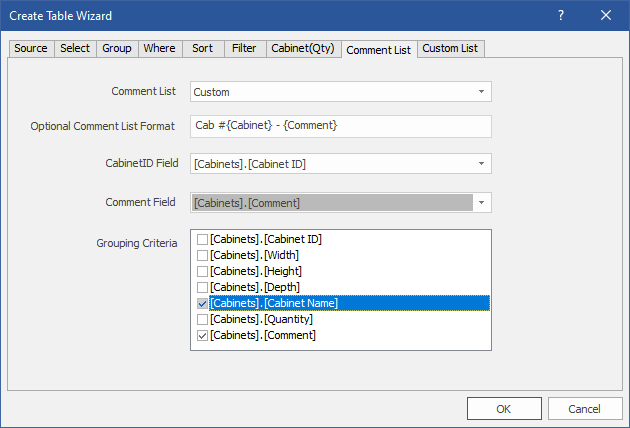 Create Table Wizard
?
Source Select Group Where Sort Filter Cabinet(Qty) Comment List Custom List
Comment List Custom
Optional Comment List Format Cab #{Cabinet} - {Comment}
CabinetID Field [Cabinets].[Cabinet ID]
Comment Field [Cabinets].[Comment]
Grouping Criteria
[Cabinets].[Cabinet ID]
[Cabinets].[Width]
[Cabinets].[Height]
[Cabinets].[Depth]
[Cabinets].[Cabinet Name]
[Cabinets].[Quantity]
[Cabinets].[Comment]
OK Cancel